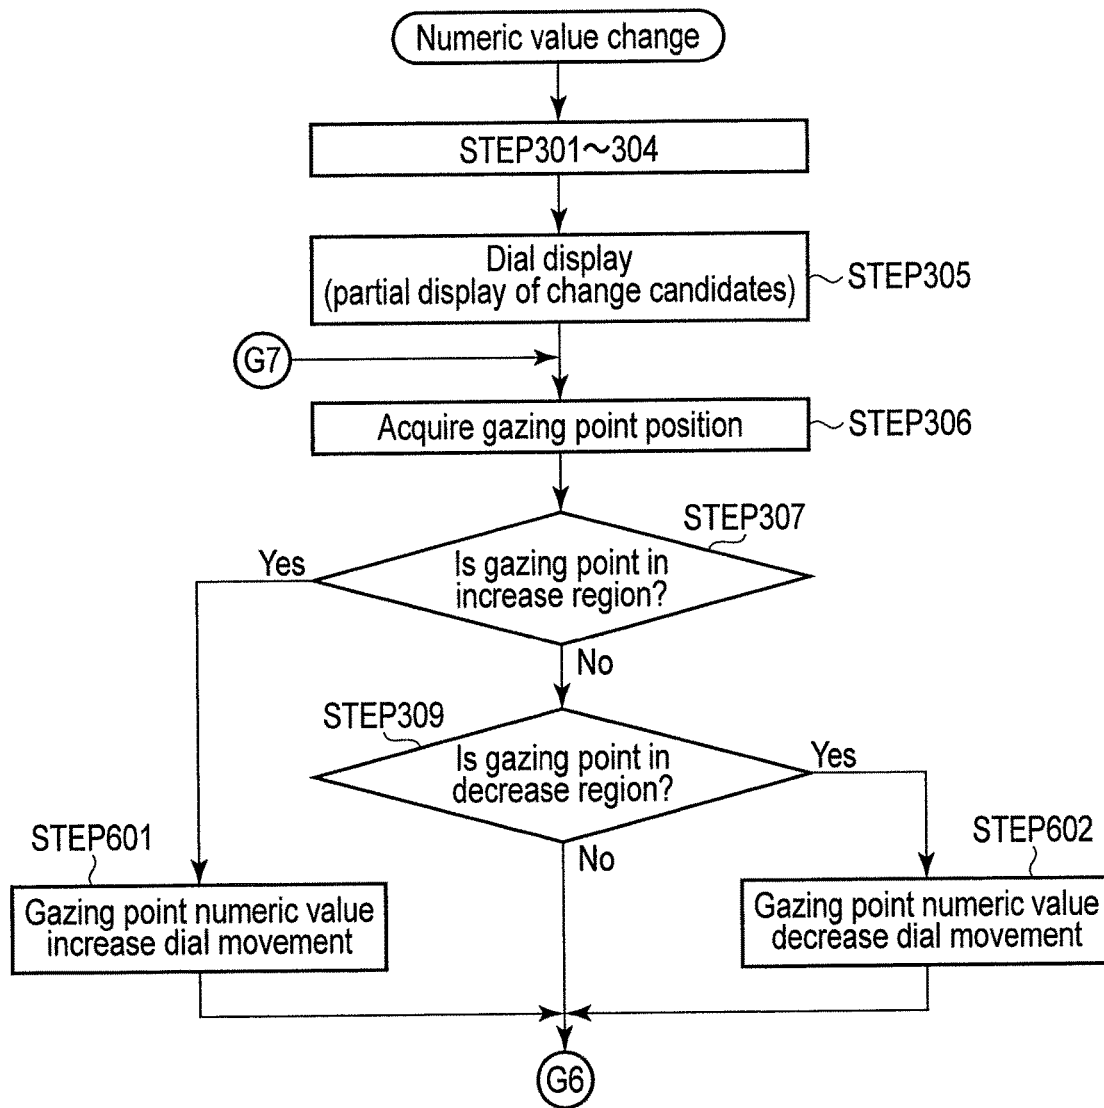 Numeric value change
STEP301～304
Dial display
(partial display of change candidates)
STEP305
G7
Acquire gazing point position
STEP306
STEP307
Yes
Is gazing point in
increase region?
No
STEP309
Is gazing point in
decrease region?
Yes
No
STEP601
Gazing point numeric value
increase dial movement
STEP602
Gazing point numeric value
decrease dial movement
G6